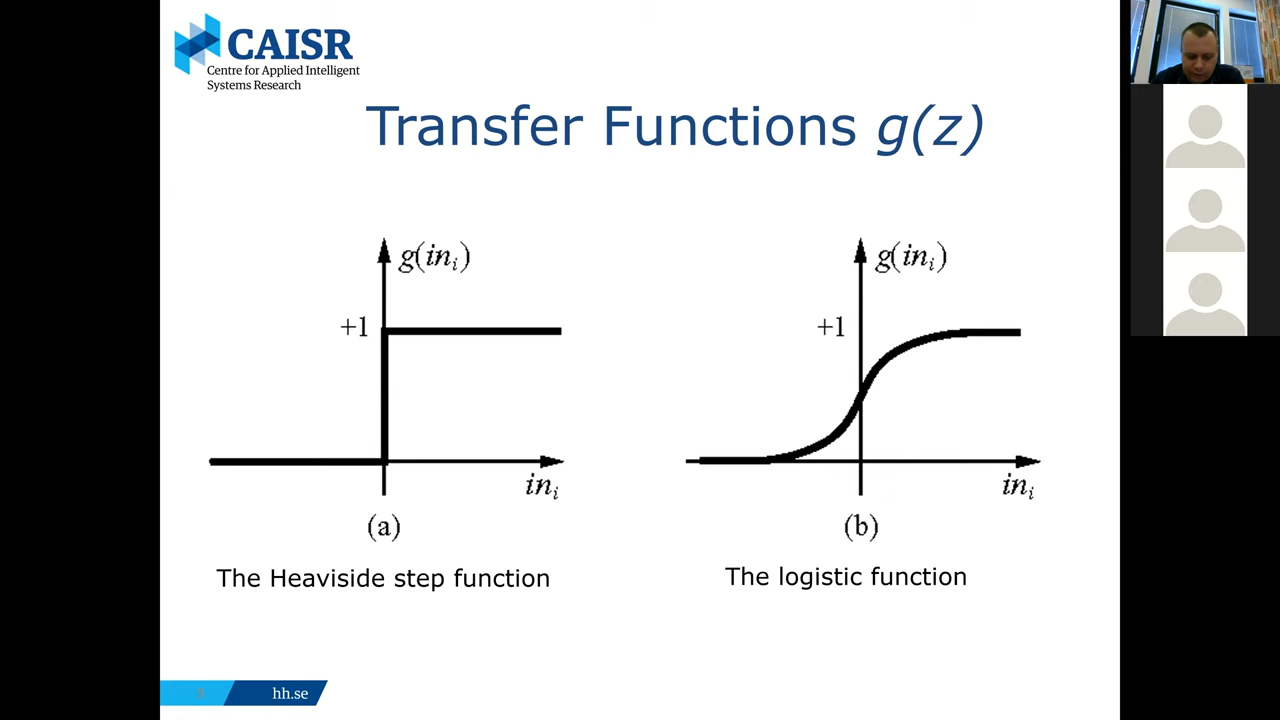 CAISR
Centre for Applied Intelligent
Systems Research
Transfer Functions g(z)
g(in_i)
+1
in_i
(a)
The Heaviside step function
g(in_i)
+1
in_i
(b)
The logistic function
hh.se